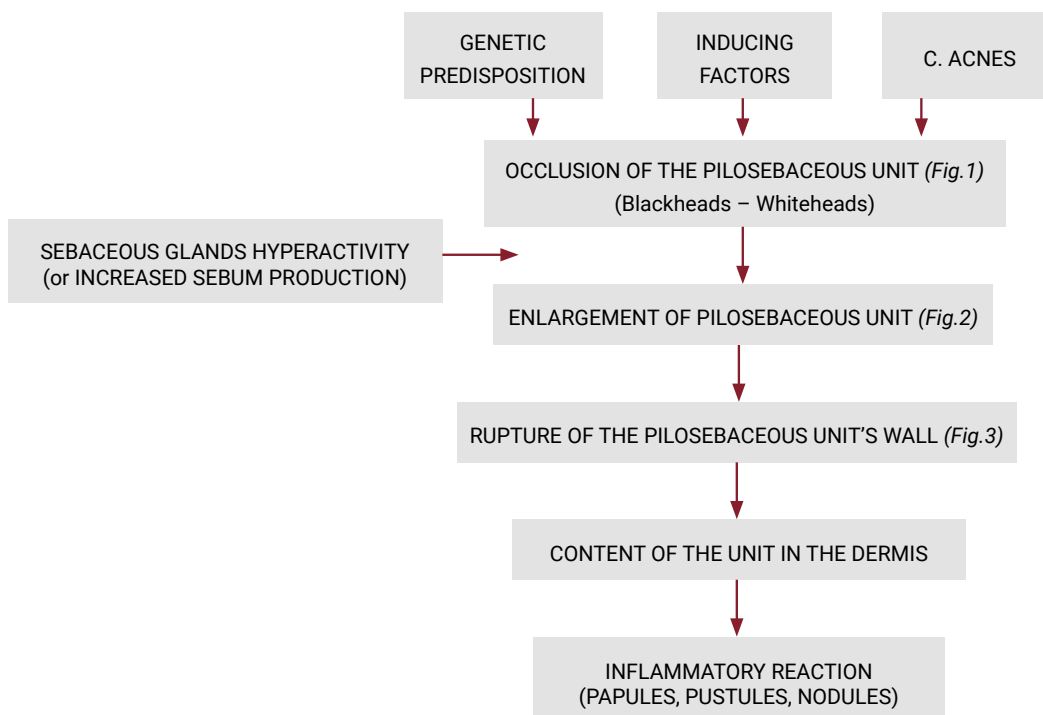 GENETIC
PREDISPOSITION
INDUCING
FACTORS
C. ACNES
OCCLUSION OF THE PILOSEBACEOUS UNIT (Fig.1)
(Blackheads – Whiteheads)
SEBACEOUS GLANDS HYPERACTIVITY
(or INCREASED SEBUM PRODUCTION)
ENLARGEMENT OF PILOSEBACEOUS UNIT (Fig.2)
RUPTURE OF THE PILOSEBACEOUS UNIT’S WALL (Fig.3)
CONTENT OF THE UNIT IN THE DERMIS
INFLAMMATORY REACTION
(PAPULES, PUSTULES, NODULES)